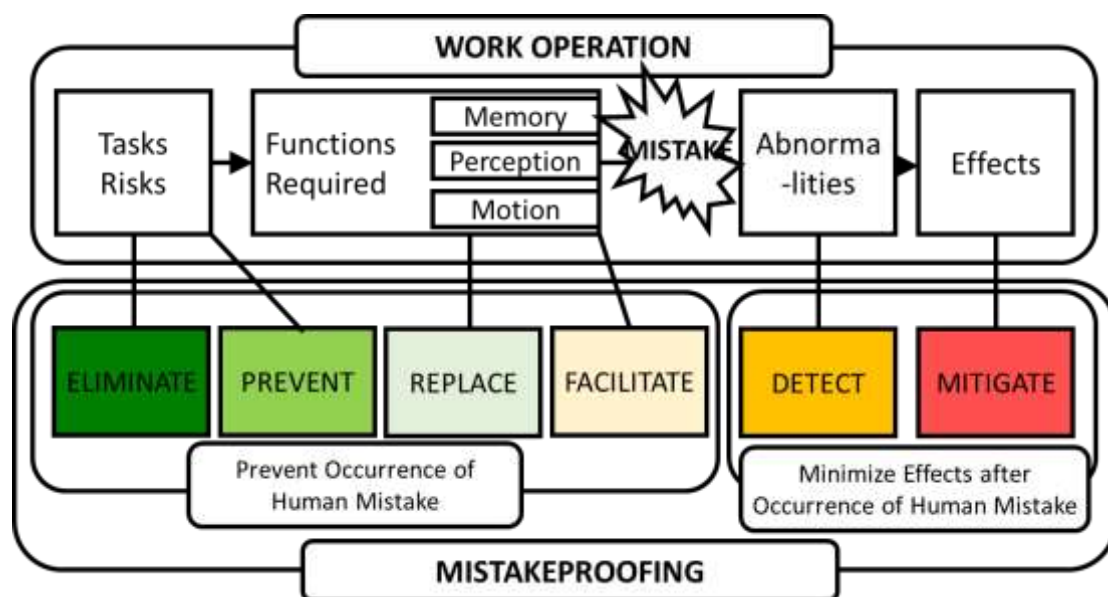 WORK OPERATION
Tasks
Risks
Functions
Required
Memory
Perception
Motion
MISTAKE
Abnorma
-lities
Effects
ELIMINATE
PREVENT
REPLACE
FACILITATE
DETECT
MITIGATE
Prevent Occurrence of
Human Mistake
Minimize Effects after
Occurrence of Human Mistake
MISTAKEPROOFING